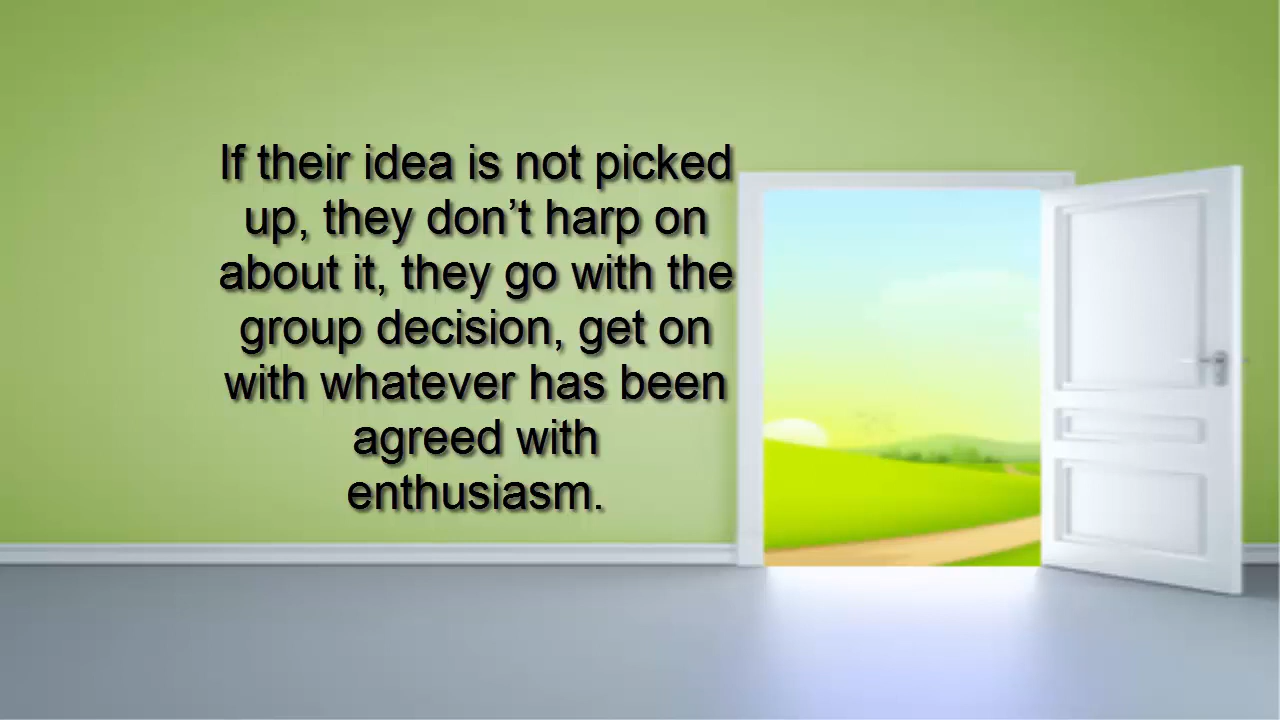 If their idea is not picked
up, they don’t harp on
about it, they go with the
group decision, get on
with whatever has been
agreed with
enthusiasm.